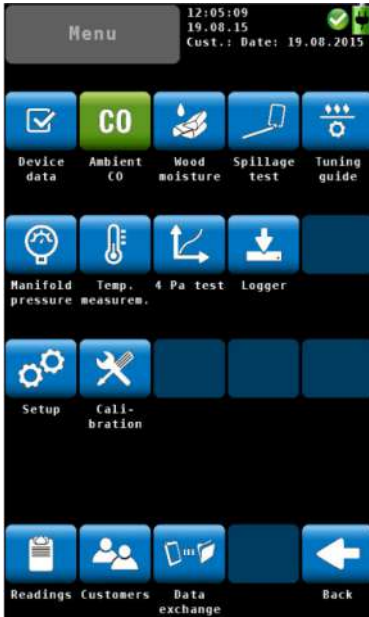 Menu
12:05:09
19.08.15
Cust.: Date: 19.08.2015
CO
Device data
Ambient CO
Wood moisture
Spillage test
Tuning guide
Manifold pressure
Temp. measurem.
4 Pa test
Logger
Setup
Cali-
bration
Readings
Customers
Data exchange
Back